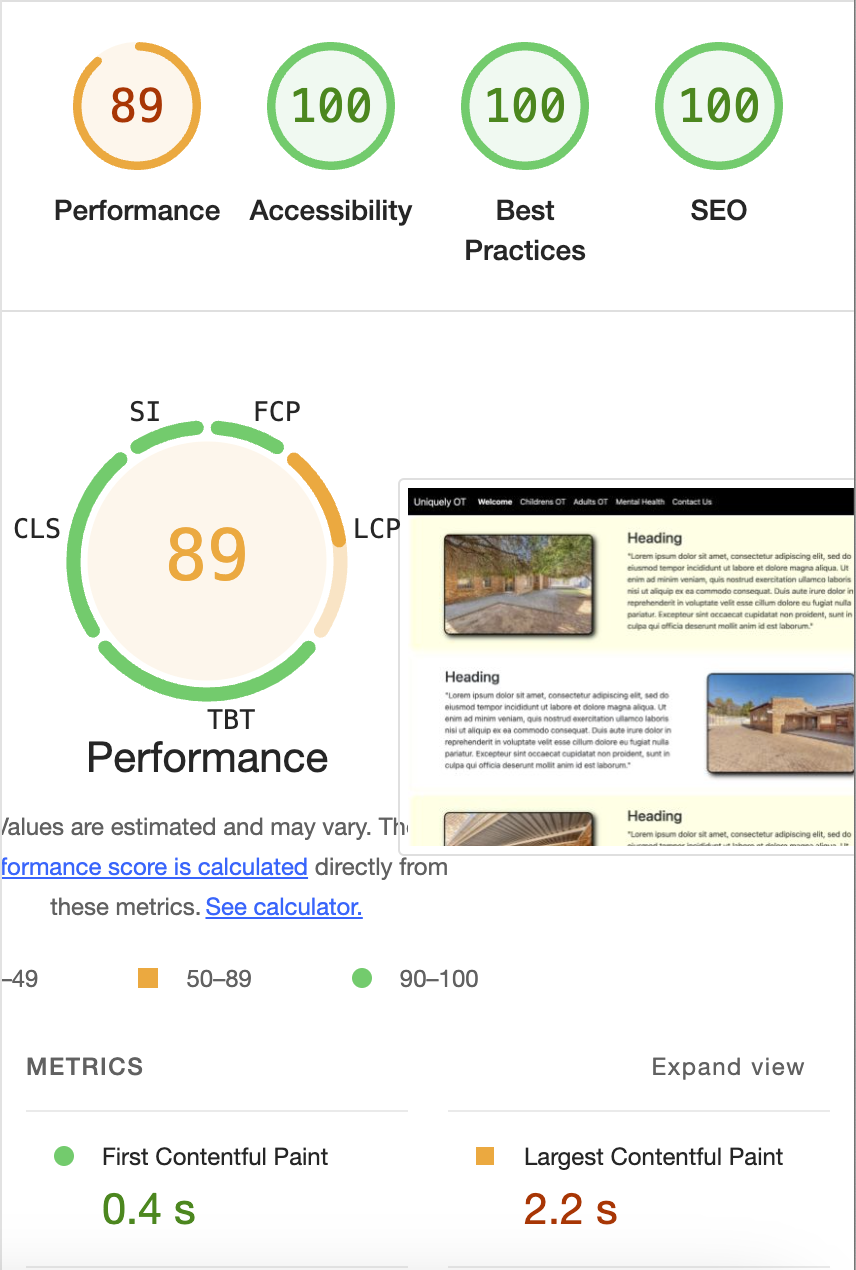 89
100
100
100
Performance
Accessibility
Best
Practices
SEO
SI
FCP
CLS
LCP
89
TBT
Performance
Uniquely OT
Welcome
Childrens OT
Adults OT
Mental Health
Contact Us
Heading
"Lorem ipsum dolor sit amet, consectetur adipiscing elit, sed do
eiusmod tempor incididunt ut labore et dolore magna aliqua. Ut
enim ad minim veniam, quis nostrud exercitation ullamco laboris
nisi ut aliquip ex ea commodo consequat. Duis aute irure dolor in
reprehenderit in voluptate velit esse cillum dolore eu fugiat nulla
pariatur. Excepteur sint occaecat cupidatat non proident, sunt in
culpa qui officia deserunt mollit anim id est laborum."
Heading
"Lorem ipsum dolor sit amet, consectetur adipiscing elit, sed do
eiusmod tempor incididunt ut labore et dolore magna aliqua. Ut
enim ad minim veniam, quis nostrud exercitation ullamco laboris
nisi ut aliquip ex ea commodo consequat. Duis aute irure dolor in
reprehenderit in voluptate velit esse cillum dolore eu fugiat nulla
pariatur. Excepteur sint occaecat cupidatat non proident, sunt in
culpa qui officia deserunt mollit anim id est laborum."
Heading
"Lorem ipsum dolor sit amet, consectetur adipiscing elit, sed do
Values are estimated and may vary. The
formance score is calculated directly from
these metrics. See calculator.
–49
50–89
90–100
METRICS
Expand view
First Contentful Paint
0.4 s
Largest Contentful Paint
2.2 s